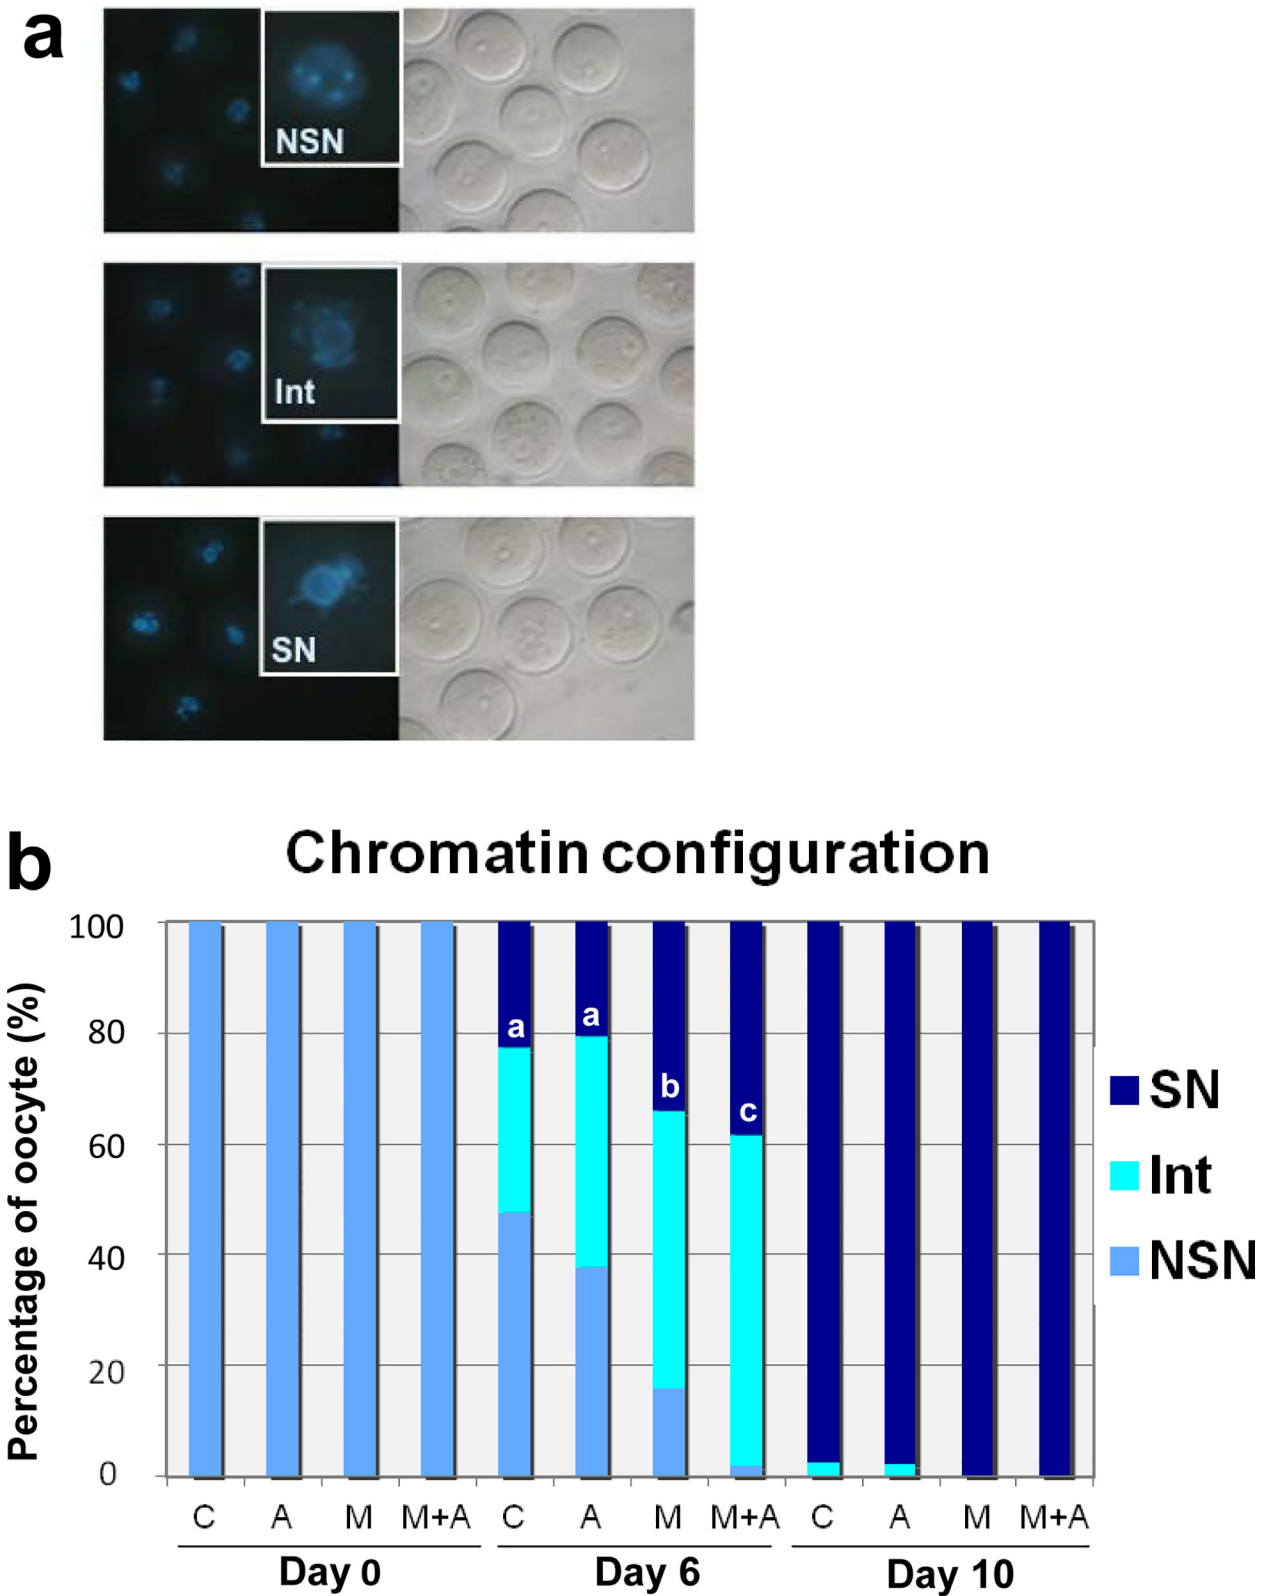 a
NSN
Int
SN
b
Chromatin configuration
Percentage of oocyte (%)
100
80
60
40
20
0
a
a
b
c
SN
Int
NSN
C A M M+A C A M M+A C A M M+A
Day 0 Day 6 Day 10